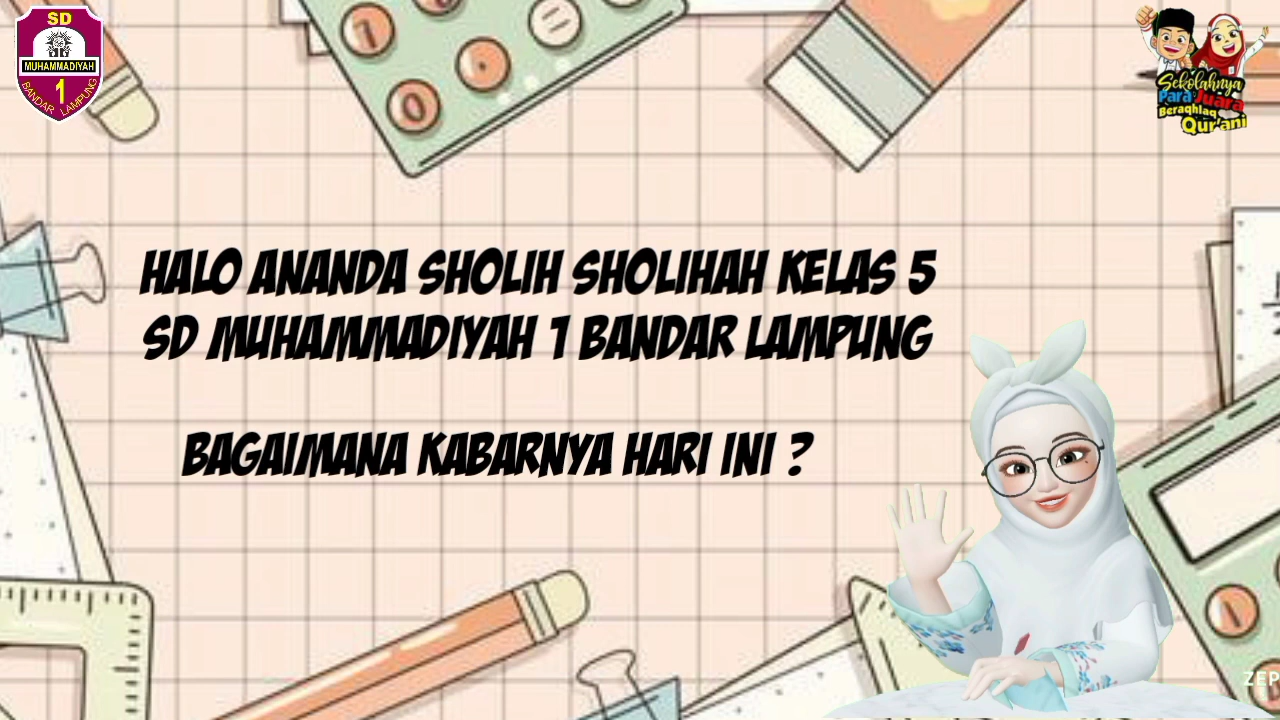 SD
MUHAMMADIYAH
1
BANDAR LAMPUNG
Sekolahnya
Para Juara
Beraqhlaq
Qur'ani
HALO ANANDA SHOLIH SHOLIHAH KELAS 5
SD MUHAMMADIYAH 1 BANDAR LAMPUNG
BAGAIMANA KABARNYA HARI INI ?
ZEP